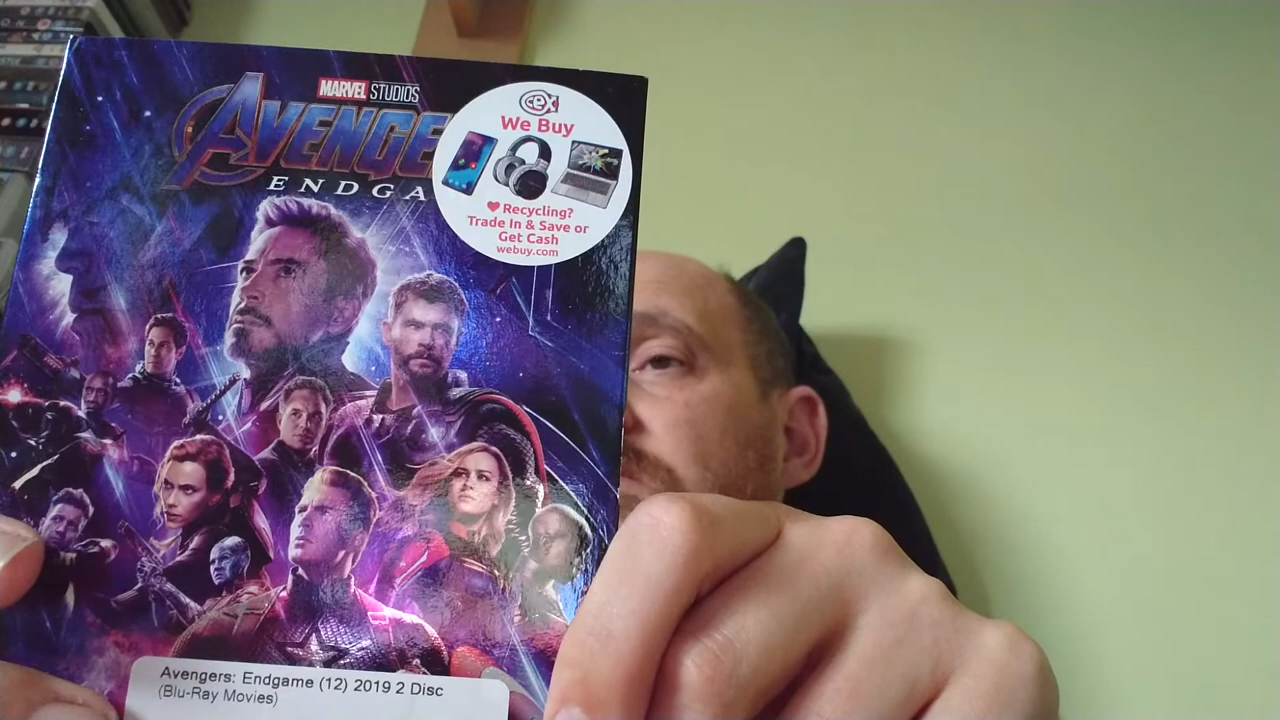 MARVEL STUDIOS
AVENGE
ENDGA
CeX
We Buy
Recycling?
Trade In & Save or
Get Cash
webuy.com
Avengers: Endgame (12) 2019 2 Disc
(Blu-Ray Movies)